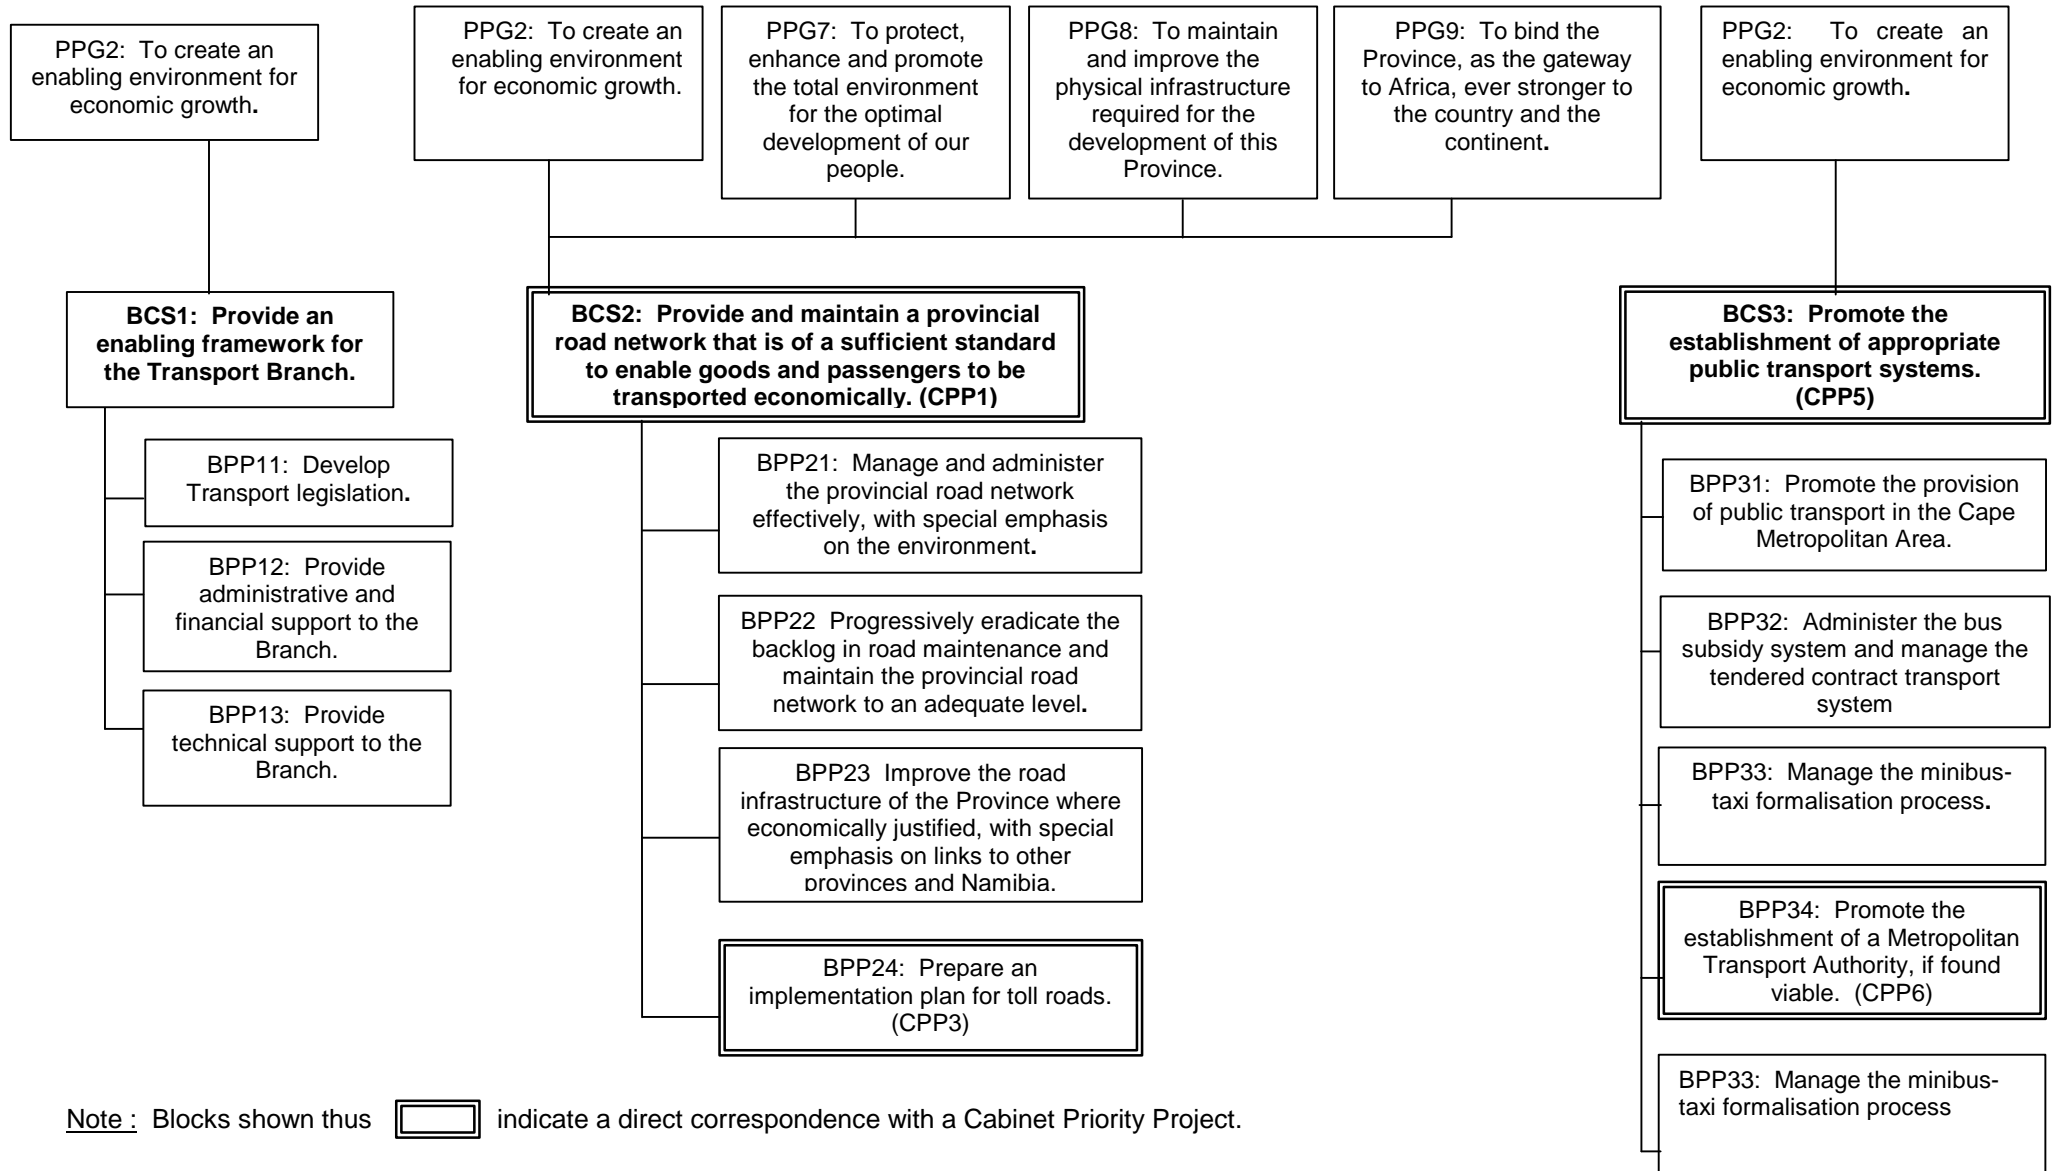 PPG2: To create an
enabling environment for
economic growth.
PPG2: To create an
enabling environment
for economic growth.
PPG7: To protect,
enhance and promote
the total environment
for the optimal
development of our
people.
PPG8: To maintain
and improve the
physical infrastructure
required for the
development of this
Province.
PPG9: To bind the
Province, as the gateway
to Africa, ever stronger to
the country and the
continent.
PPG2: To create an
enabling environment for
economic growth.
BCS1: Provide an
enabling framework for
the Transport Branch.
BPP11: Develop
Transport legislation.
BPP12: Provide
administrative and
financial support to the
Branch.
BPP13: Provide
technical support to the
Branch.
BCS2: Provide and maintain a provincial
road network that is of a sufficient standard
to enable goods and passengers to be
transported economically. (CPP1)
BPP21: Manage and administer
the provincial road network
effectively, with special emphasis
on the environment.
BPP22 Progressively eradicate the
backlog in road maintenance and
maintain the provincial road
network to an adequate level.
BPP23 Improve the road
infrastructure of the Province where
economically justified, with special
emphasis on links to other
provinces and Namibia.
BPP24: Prepare an
implementation plan for toll roads.
(CPP3)
BCS3: Promote the
establishment of appropriate
public transport systems.
(CPP5)
BPP31: Promote the provision
of public transport in the Cape
Metropolitan Area.
BPP32: Administer the bus
subsidy system and manage the
tendered contract transport
system
BPP33: Manage the minibus-
taxi formalisation process.
BPP34: Promote the
establishment of a Metropolitan
Transport Authority, if found
viable. (CPP6)
BPP33: Manage the minibus-
taxi formalisation process
Note : Blocks shown thus indicate a direct correspondence with a Cabinet Priority Project.